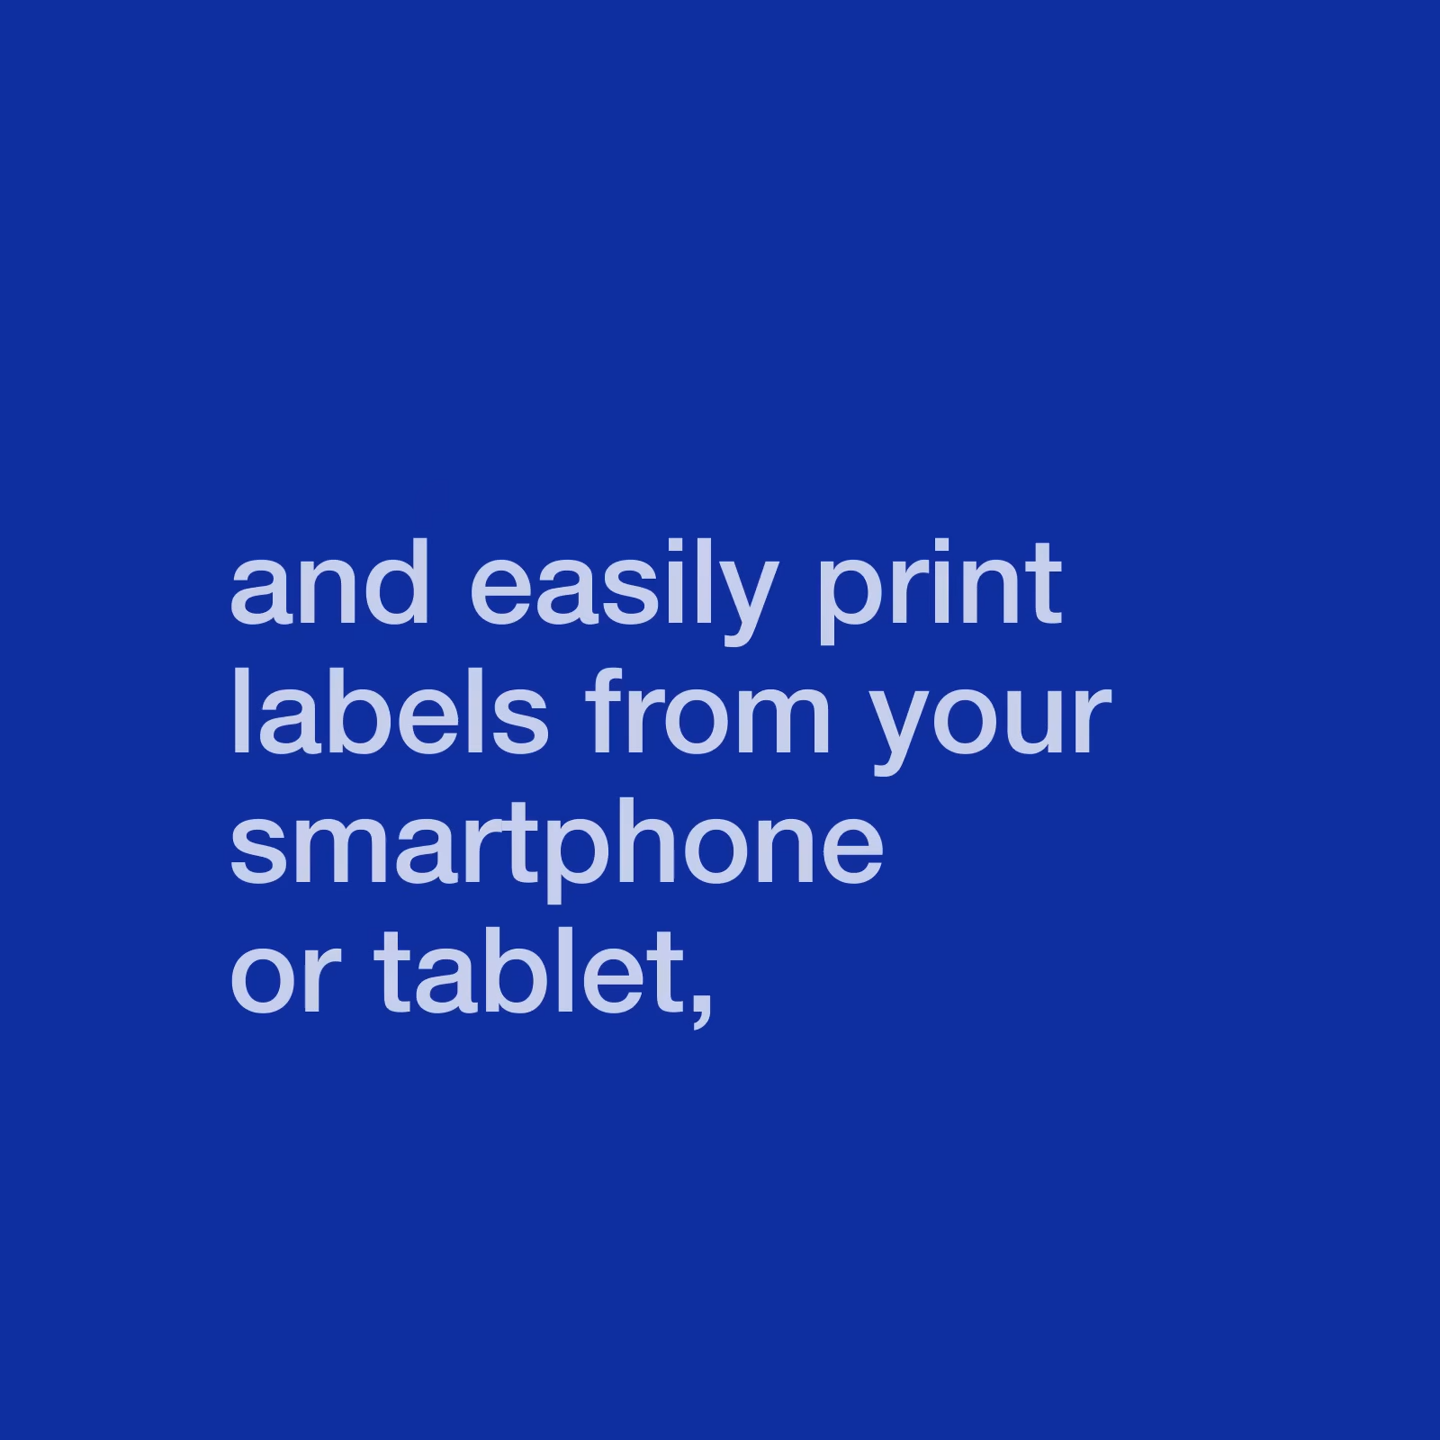 and easily print
labels from your
smartphone
or tablet,